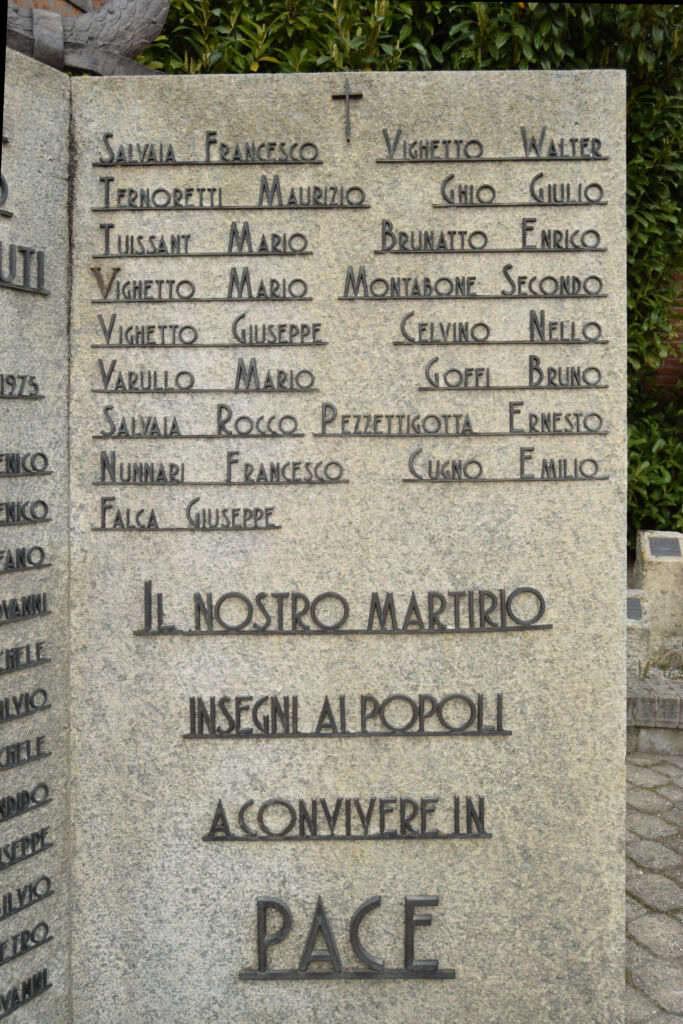 UTI
1975
Salvaia Francesco
Ternoretti Maurizio
Tuissant Mario
Vighetto Mario
Vighetto Giuseppe
Varullo Mario
Salvaia Rocco
Nunnari Francesco
Falca Giuseppe
Vighetto Walter
Ghio Giulio
Brunatto Enrico
Montabone Secondo
Celvino Nello
Goffi Bruno
Pezzettigotta Ernesto
Cugno Emilio
IL NOSTRO MARTIRIO
INSEGNI AI POPOLI
A CONVIVERE IN
PACE